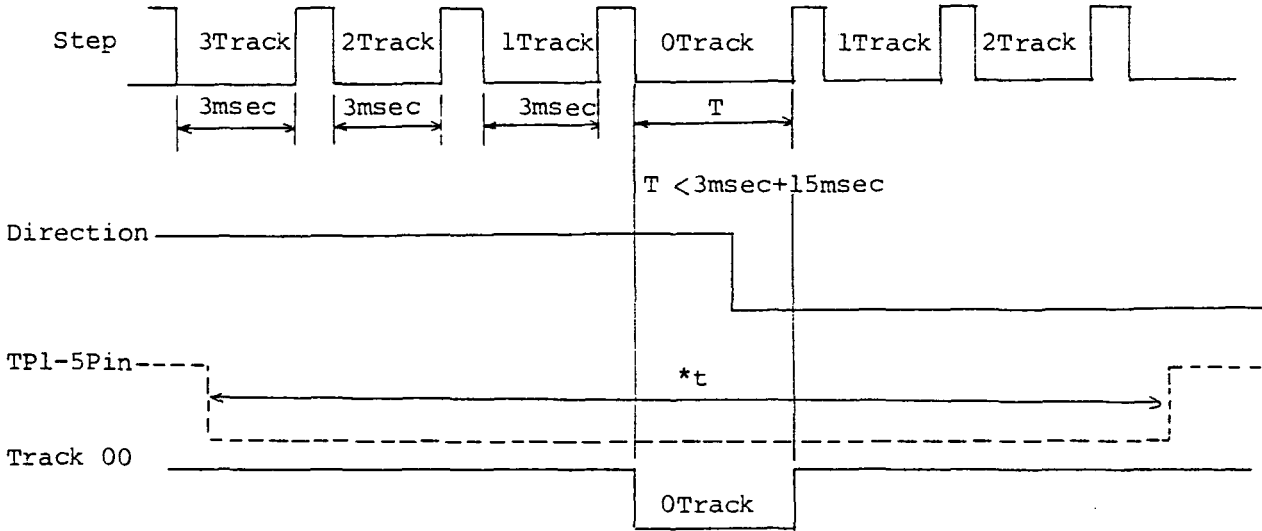 Step 3Track 2Track 1Track 0Track 1Track 2Track
3msec 3msec 3msec T
T <3msec+15msec
Direction
TP1-5Pin
*t
Track 00
0Track